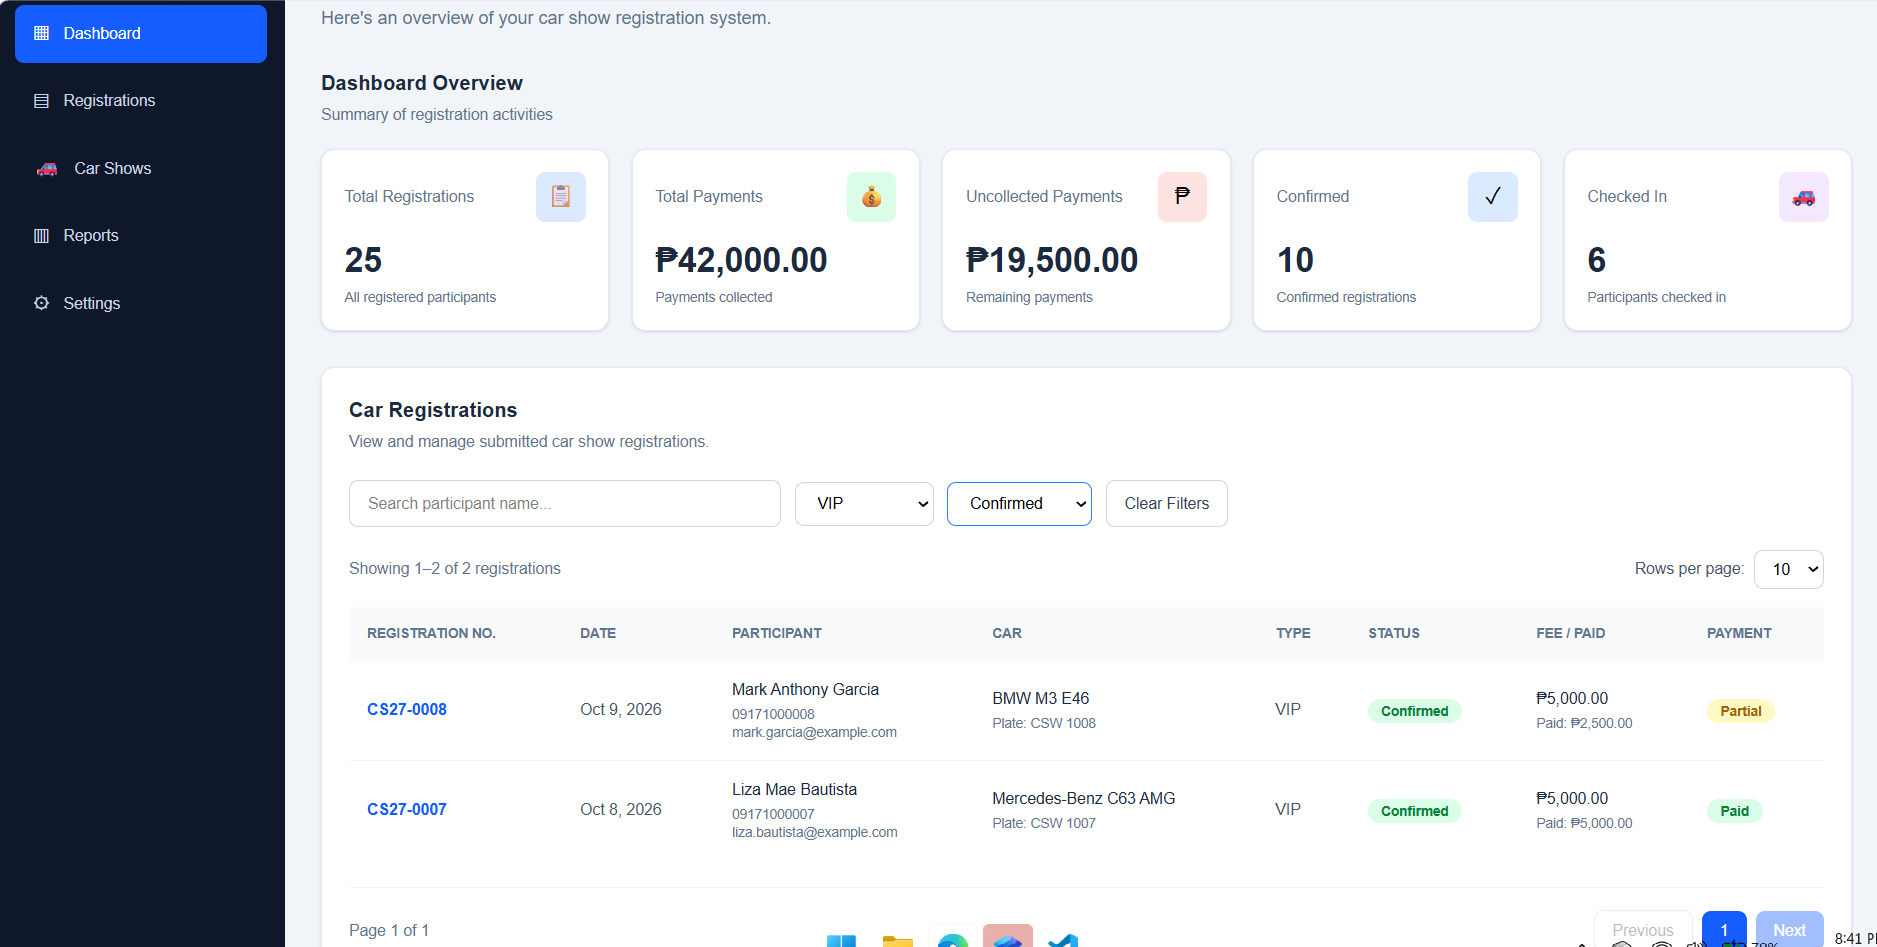 Here's an overview of your car show registration system.
Dashboard
Registrations
Car Shows
Reports
Settings
Dashboard Overview
Summary of registration activities
Total Registrations
25
All registered participants
Total Payments
₱42,000.00
Payments collected
Uncollected Payments
₱
₱19,500.00
Remaining payments
Confirmed
✓
10
Confirmed registrations
Checked In
6
Participants checked in
Car Registrations
View and manage submitted car show registrations.
Search participant name... VIP Confirmed Clear Filters
Showing 1–2 of 2 registrations Rows per page: 10
REGISTRATION NO. DATE PARTICIPANT CAR TYPE STATUS FEE / PAID PAYMENT
CS27-0008
Oct 9, 2026
Mark Anthony Garcia
09171000008
mark.garcia@example.com
BMW M3 E46
Plate: CSW 1008
VIP
Confirmed
₱5,000.00
Paid: ₱2,500.00
Partial
CS27-0007
Oct 8, 2026
Liza Mae Bautista
09171000007
liza.bautista@example.com
Mercedes-Benz C63 AMG
Plate: CSW 1007
VIP
Confirmed
₱5,000.00
Paid: ₱5,000.00
Paid
Page 1 of 1 Previous 1 Next
8:41